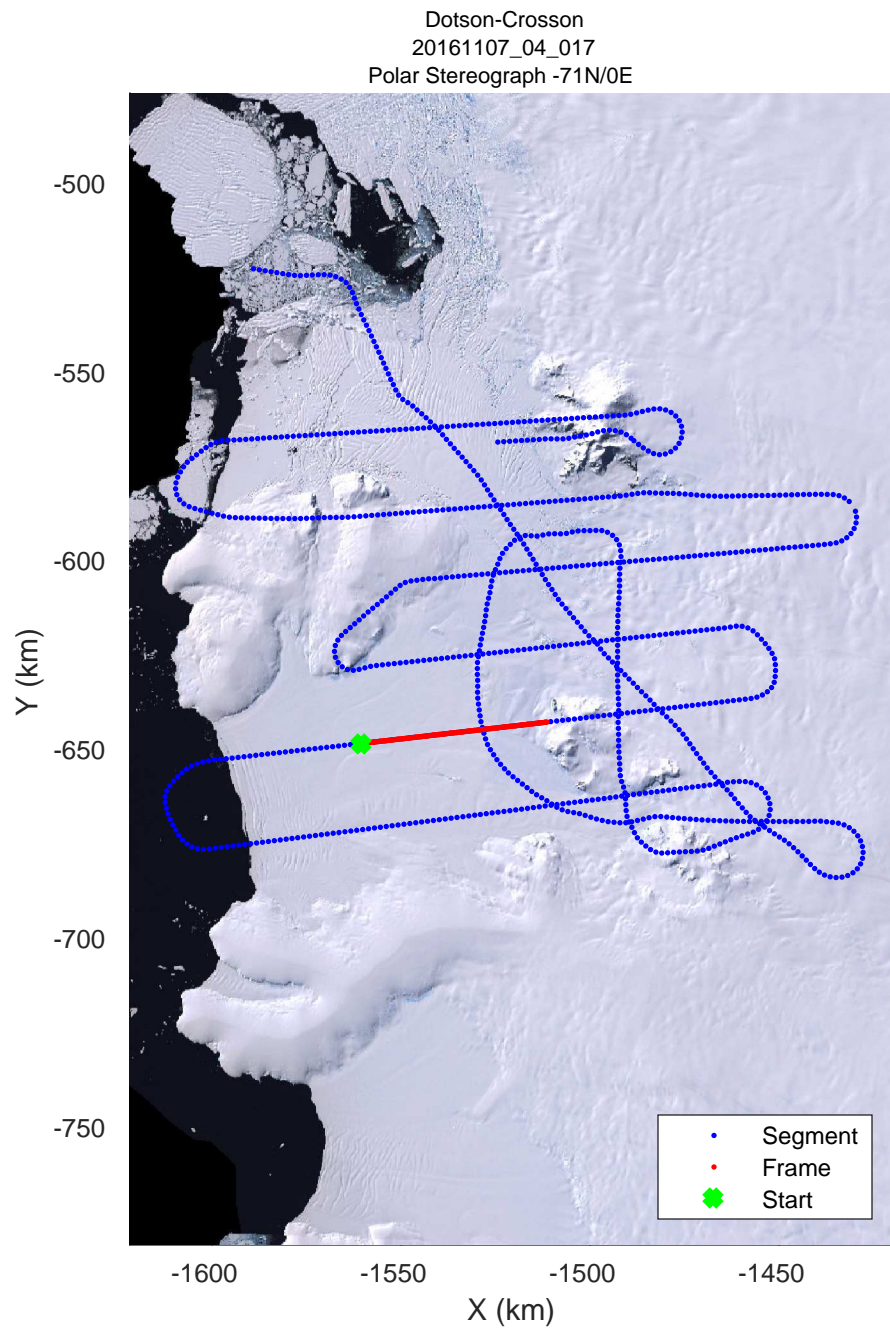 Dotson-Crosson
20161107_04_017
Polar Stereograph -71N/0E
-500
-550
-600
-650
-700
-750
Y (km)
Segment
Frame
Start
-1600
-1550
-1500
-1450
X (km)